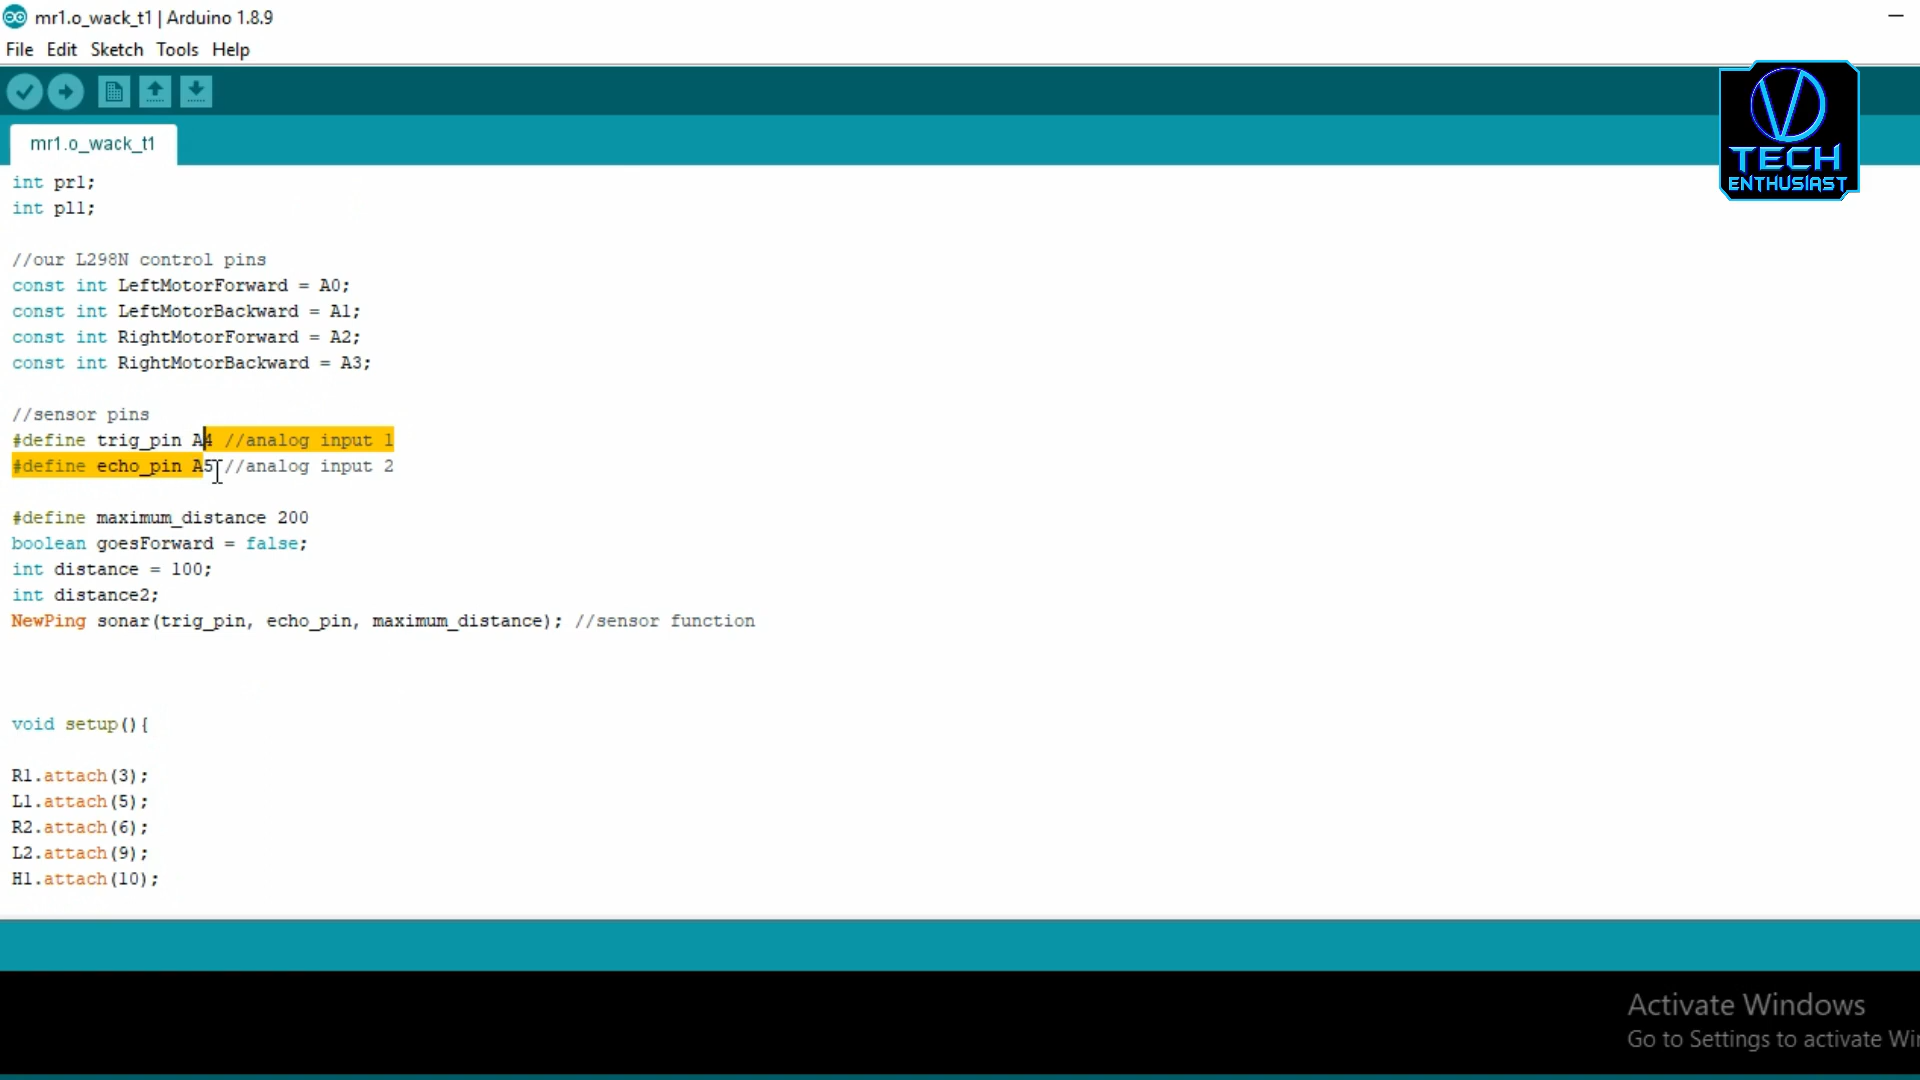 mr1.o_wack_t1 | Arduino 1.8.9
File Edit Sketch Tools Help
mr1.o_wack_t1
TECH
ENTHUSIAST
int pr1;
int pl1;
//our L298N control pins
const int LeftMotorForward = A0;
const int LeftMotorBackward = A1;
const int RightMotorForward = A2;
const int RightMotorBackward = A3;
//sensor pins
#define trig_pin A4 //analog input 1
#define echo_pin A5 //analog input 2
#define maximum_distance 200
boolean goesForward = false;
int distance = 100;
int distance2;
NewPing sonar(trig_pin, echo_pin, maximum_distance); //sensor function
void setup(){
R1.attach(3);
L1.attach(5);
R2.attach(6);
L2.attach(9);
H1.attach(10);
Activate Windows
Go to Settings to activate Wi